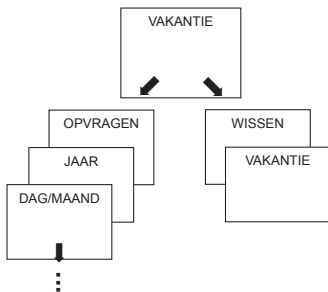 VAKANTIE
OPVRAGEN
WISSEN
JAAR
VAKANTIE
DAG/MAAND